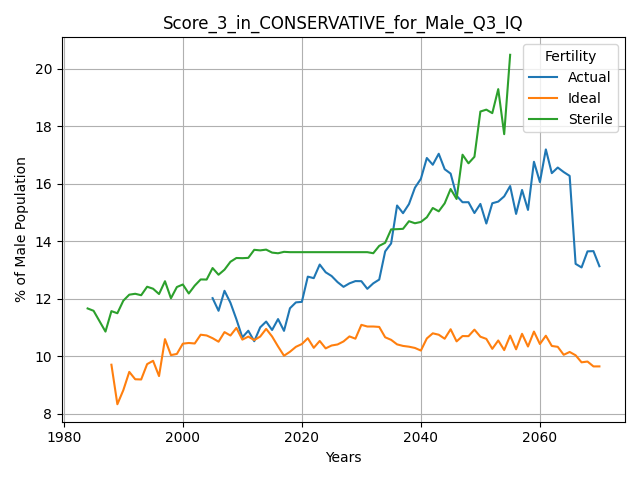 Score_3_in_CONSERVATIVE_for_Male_Q3_IQ
Fertility
Actual
Ideal
Sterile
% of Male Population
20
18
16
14
12
10
8
1980
2000
2020
2040
2060
Years